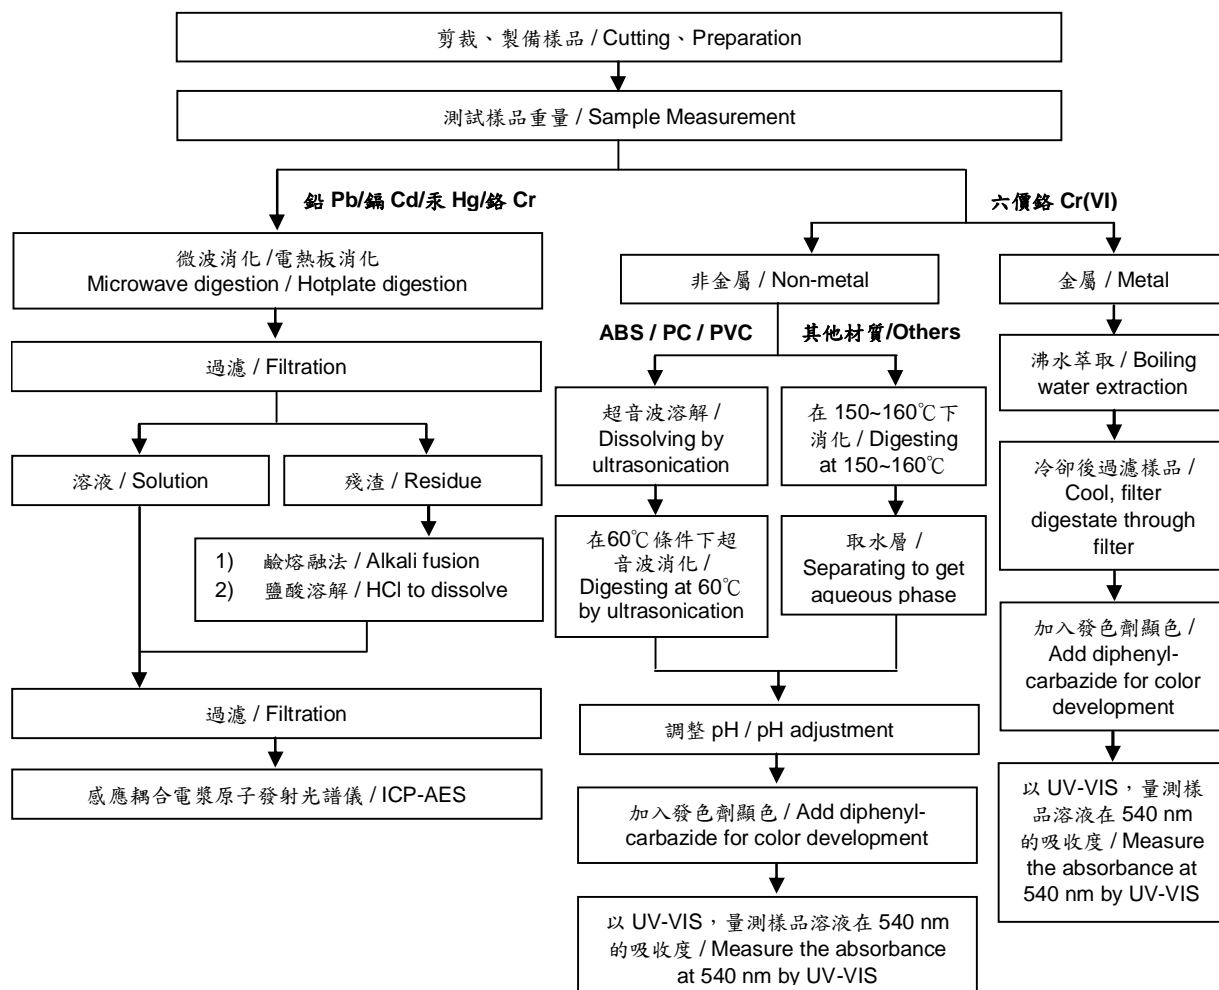 剪裁、製備樣品 / Cutting、Preparation
測試樣品重量 / Sample Measurement
鉛 Pb/鎘 Cd/汞 Hg/鉻 Cr
微波消化 /電熱板消化
Microwave digestion / Hotplate digestion
過濾 / Filtration
溶液 / Solution
殘渣 / Residue
1) 鹼熔融法 / Alkali fusion
2) 鹽酸溶解 / HCl to dissolve
過濾 / Filtration
感應耦合電漿原子發射光譜儀 / ICP-AES
六價鉻 Cr(VI)
非金屬 / Non-metal
ABS / PC / PVC
超音波溶解 /
Dissolving by
ultrasonication
在60℃條件下超
音波消化 /
Digesting at 60℃
by ultrasonication
其他材質/Others
在 150~160℃下
消化 / Digesting
at 150~160℃
取水層 /
Separating to get
aqueous phase
調整 pH / pH adjustment
加入發色劑顯色 / Add diphenyl-
carbazide for color development
以 UV-VIS，量測樣品溶液在 540 nm
的吸收度 / Measure the absorbance
at 540 nm by UV-VIS
金屬 / Metal
沸水萃取 / Boiling
water extraction
冷卻後過濾樣品 /
Cool, filter
digestate through
filter
加入發色劑顯色 /
Add diphenyl-
carbazide for color
development
以 UV-VIS，量測樣
品溶液在 540 nm
的吸收度 / Measure
the absorbance at
540 nm by UV-VIS